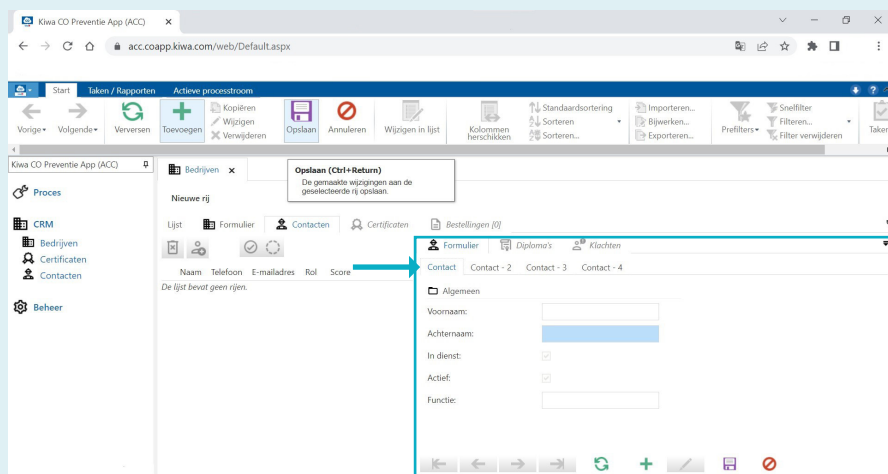 Kiwa CO Preventie App (ACC)
acc.coapp.kiwa.com/web/Default.aspx
Start Taken / Rapporten Actieve processtroom
Vorige Volgende Verversen Toevoegen Kopiëren Wijzigen Verwijderen Opslaan Annuleren Wijzigen in lijst Kolommen herschikken Standaardsortering Sorteren Sorteren... Importeren... Bijwerken... Exporteren... Prefilters Snelfilter Filteren... Filter verwijderen Taken
Kiwa CO Preventie App (ACC)
Bedrijven
Opslaan (Ctrl+Return)
De gemaakte wijzigingen aan de
geselecteerde rij opslaan.
Proces
Nieuwe rij
CRM
Lijst Formulier Contacten Certificaten Bestellingen [0]
Bedrijven
Certificaten
Contacten
Beheer
Naam Telefoon E-mailadres Rol Score
De lijst bevat geen rijen.
Formulier Diploma's Klachten
Contact Contact - 2 Contact - 3 Contact - 4
Algemeen
Voornaam:
Achternaam:
In dienst:
Actief:
Functie: